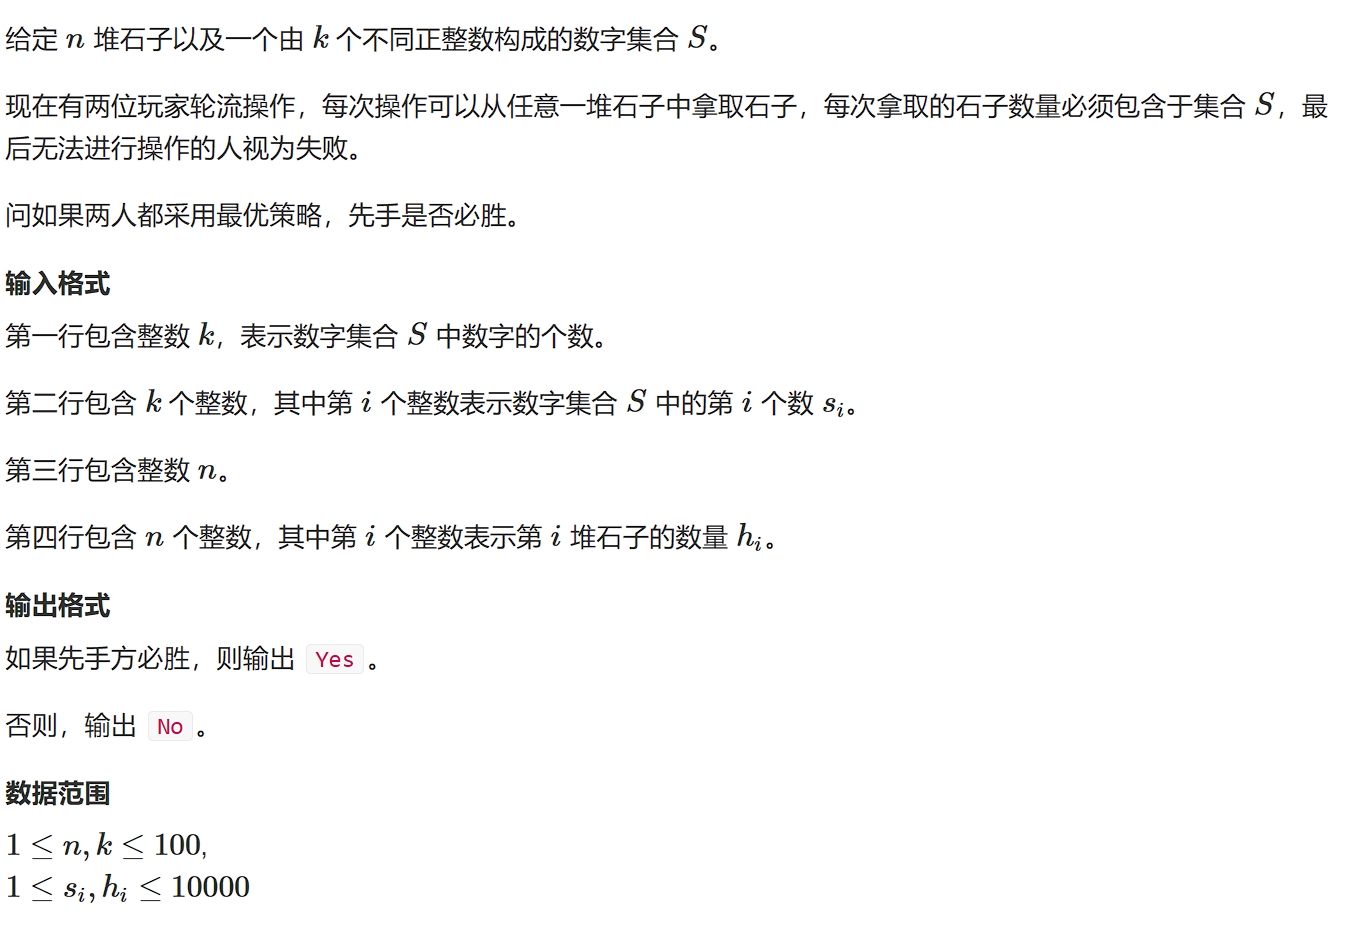 给定 n 堆石子以及一个由 k 个不同正整数构成的数字集合 S。
现在有两位玩家轮流操作，每次操作可以从任意一堆石子中拿取石子，每次拿取的石子数量必须包含于集合 S，最
后无法进行操作的人视为失败。
问如果两人都采用最优策略，先手是否必胜。
输入格式
第一行包含整数 k，表示数字集合 S 中数字的个数。
第二行包含 k 个整数，其中第 i 个整数表示数字集合 S 中的第 i 个数 s_i。
第三行包含整数 n。
第四行包含 n 个整数，其中第 i 个整数表示第 i 堆石子的数量 h_i。
输出格式
如果先手方必胜，则输出 Yes 。
否则，输出 No 。
数据范围
1 ≤ n, k ≤ 100,
1 ≤ s_i, h_i ≤ 10000